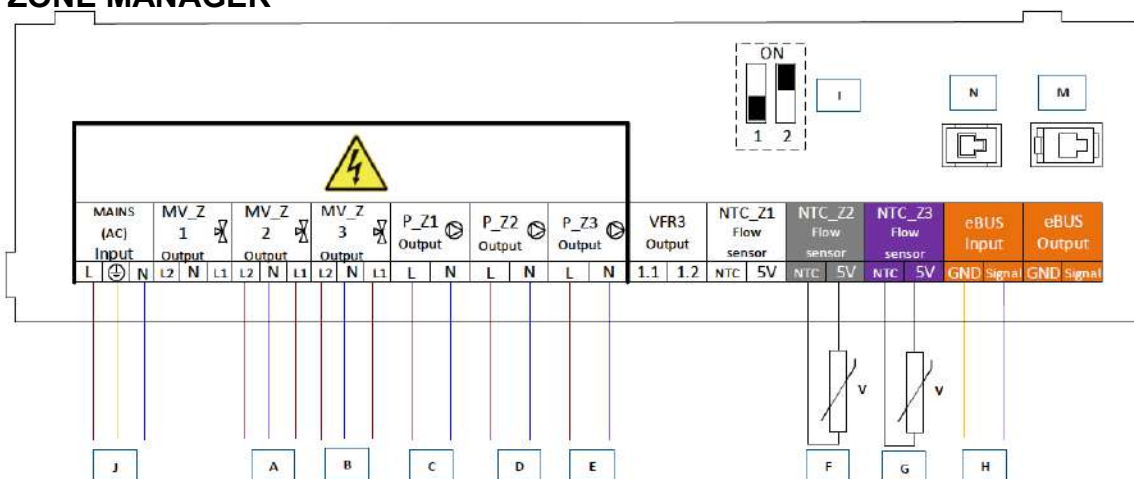 ZONE MANAGER
ON
1 2
I
N
M
MAINS
(AC)
Input
MV_Z
1
Output
MV_Z
2
Output
MV_Z
3
Output
P_Z1
Output
P_Z2
Output
P_Z3
Output
VFR3
Output
NTC_Z1
Flow
sensor
NTC_Z2
Flow
sensor
NTC_Z3
Flow
sensor
eBUS
Input
eBUS
Output
L N L2 N L1 L2 N L1 L2 N L1 L N L N L N 1.1 1.2 NTC 5V NTC 5V NTC 5V GND Signal GND Signal
V
V
J
A
B
C
D
E
F
G
H